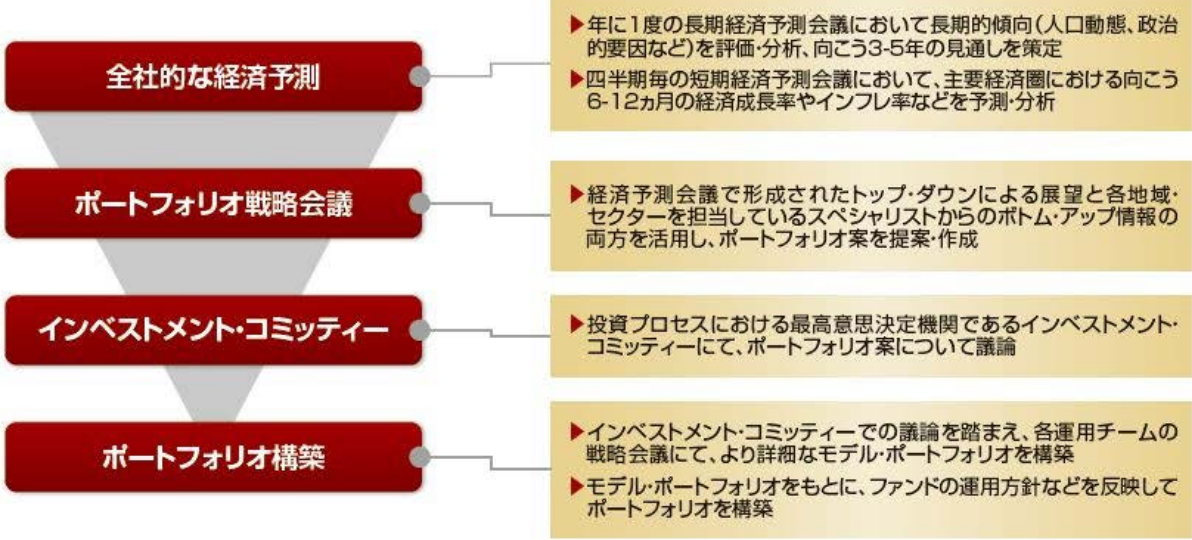 全社的な経済予測
▶年に1度の長期経済予測会議において長期的傾向(人口動態、政治
的要因など)を評価・分析、向こう3-5年の見通しを策定
▶四半期毎の短期経済予測会議において、主要経済圏における向こう
6-12ヵ月の経済成長率やインフレ率などを予測・分析
ポートフォリオ戦略会議
▶経済予測会議で形成されたトップ・ダウンによる展望と各地域・
セクターを担当しているスペシャリストからのボトム・アップ情報の
両方を活用し、ポートフォリオ案を提案・作成
インベストメント・コミッティー
▶投資プロセスにおける最高意思決定機関であるインベストメント・
コミッティーにて、ポートフォリオ案について議論
ポートフォリオ構築
▶インベストメント・コミッティーでの議論を踏まえ、各運用チームの
戦略会議にて、より詳細なモデル・ポートフォリオを構築
▶モデル・ポートフォリオをもとに、ファンドの運用方針などを反映して
ポートフォリオを構築